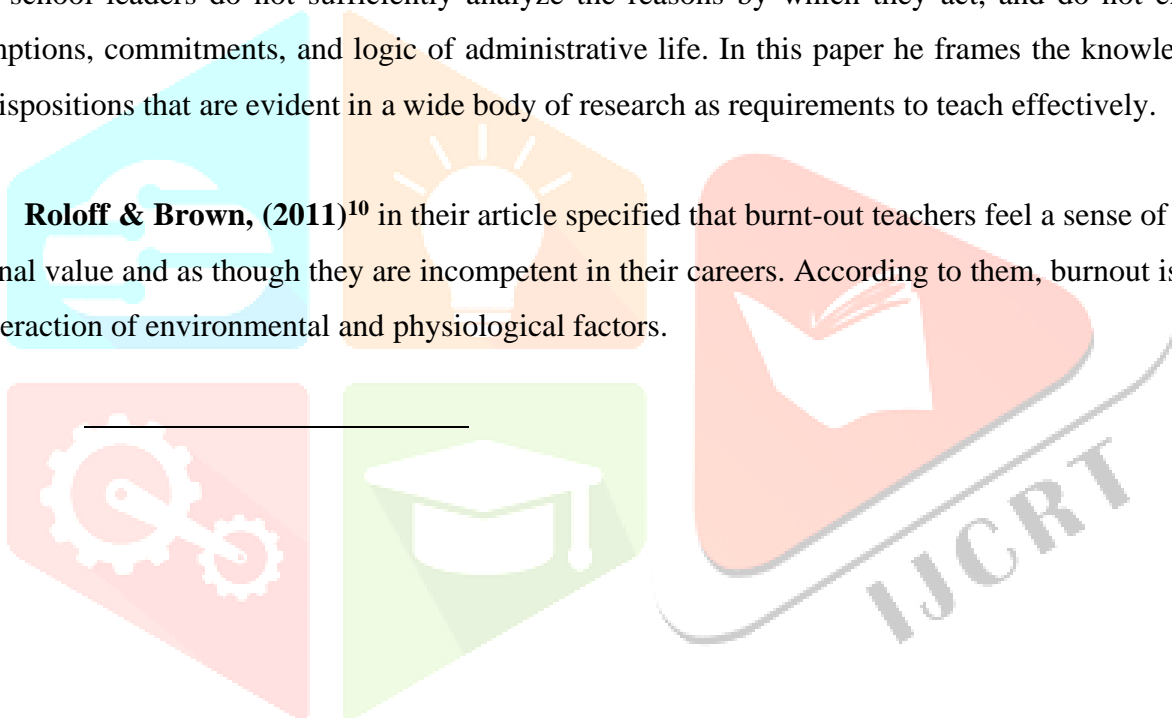 school leaders do not sufficiently analyze the reasons by which they act, and do not
mptions, commitments, and logic of administrative life. In this paper he frames the
ispositions that are evident in a wide body of research as requirements to teach effectively.
Roloff & Brown, (2011)10 in their article specified that burnt-out teachers feel a sense of
nal value and as though they are incompetent in their careers. According to them, burnout is
eraction of environmental and physiological factors.
IJCRT